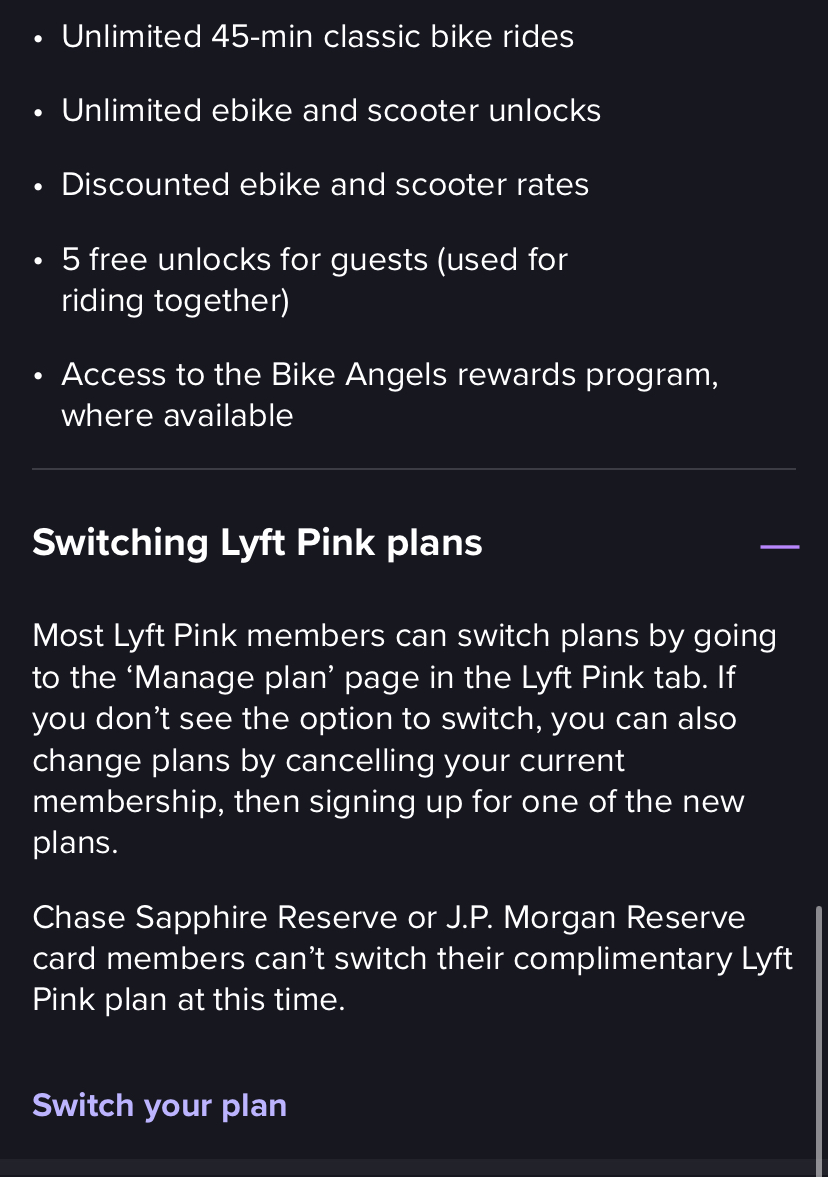 • Unlimited 45-min classic bike rides
• Unlimited ebike and scooter unlocks
• Discounted ebike and scooter rates
• 5 free unlocks for guests (used for
riding together)
• Access to the Bike Angels rewards program,
where available
Switching Lyft Pink plans
Most Lyft Pink members can switch plans by going
to the ‘Manage plan’ page in the Lyft Pink tab. If
you don’t see the option to switch, you can also
change plans by cancelling your current
membership, then signing up for one of the new
plans.
Chase Sapphire Reserve or J.P. Morgan Reserve
card members can’t switch their complimentary Lyft
Pink plan at this time.
Switch your plan